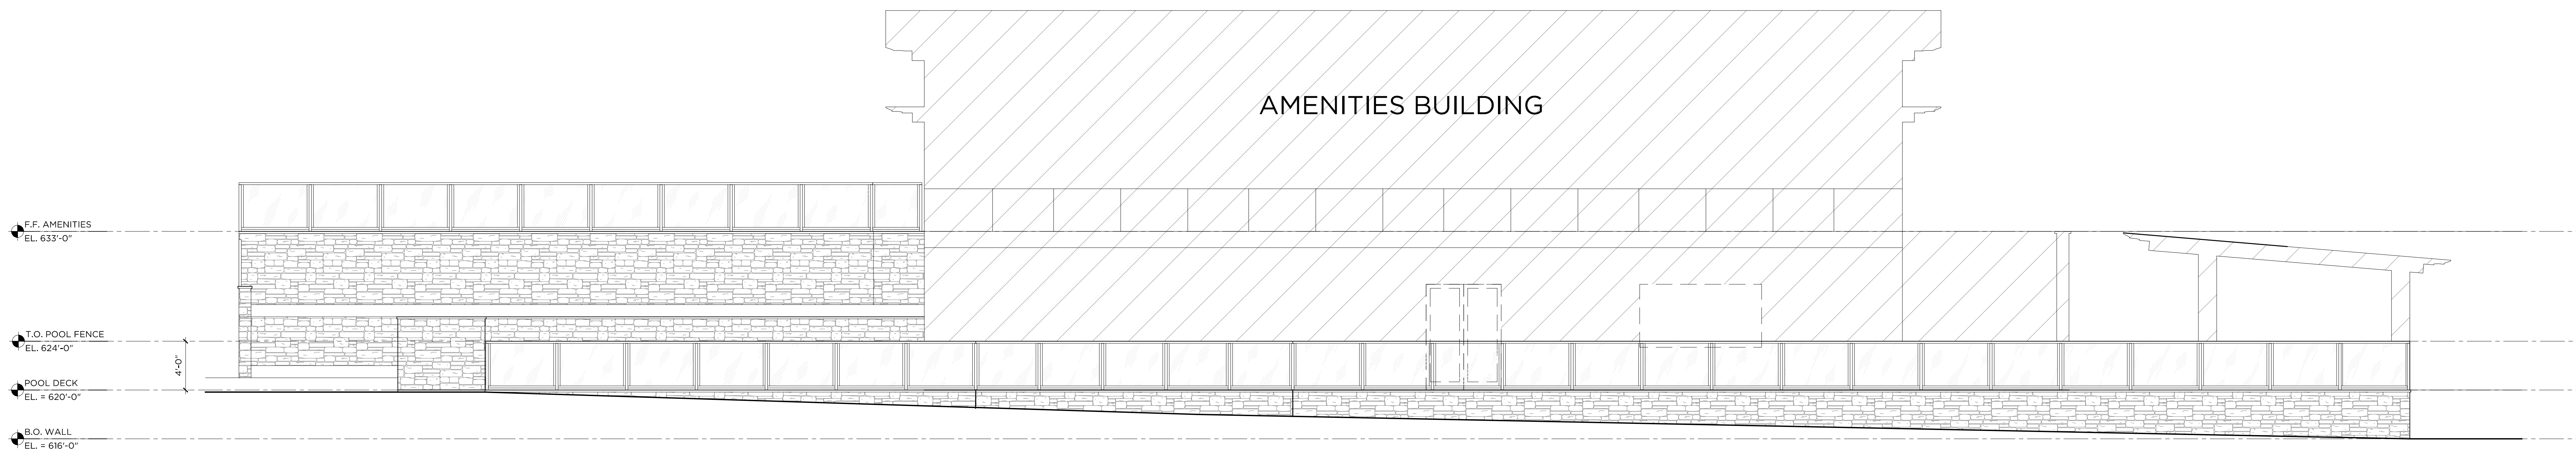 AMENITIES BUILDING
F.F. AMENITIES
EL. 633'-0"
T.O. POOL FENCE
EL. 624'-0"
4'-0"
POOL DECK
EL. = 620'-0"
B.O. WALL
EL. = 616'-0"